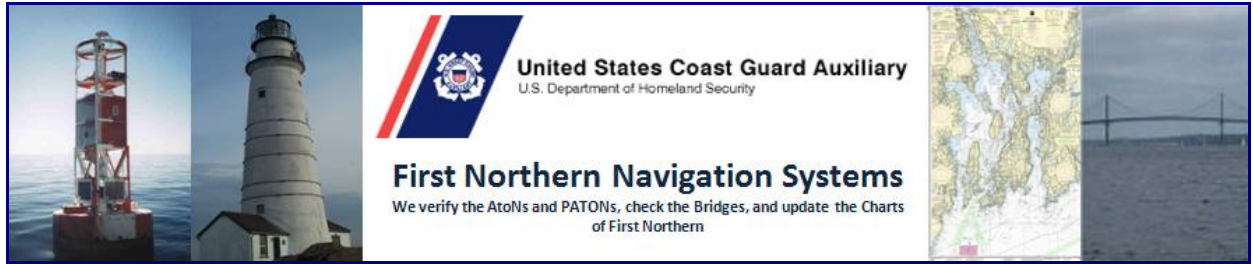 United States Coast Guard Auxiliary
U.S. Department of Homeland Security
First Northern Navigation Systems
We verify the AtoNs and PATONs, check the Bridges, and update the Charts
of First Northern